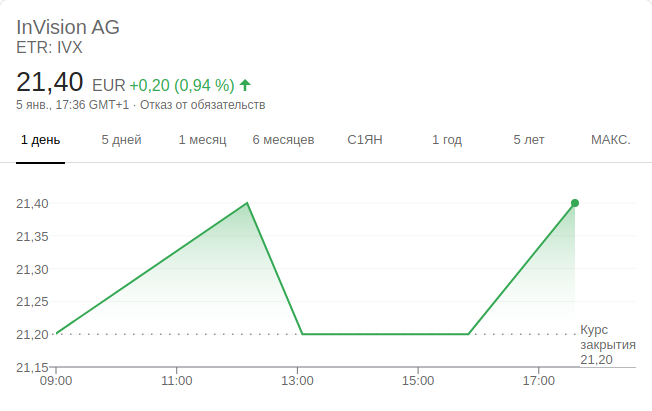 InVision AG
ETR: IVX
21,40 EUR +0,20 (0,94 %)
5 янв., 17:36 GMT+1 · Отказ от обязательств
1 день 5 дней 1 месяц 6 месяцев С1ЯН 1 год 5 лет МАКС.
21,40
21,35
21,30
21,25
21,20
21,15
Курс
закрытия
21,20
09:00 11:00 13:00 15:00 17:00